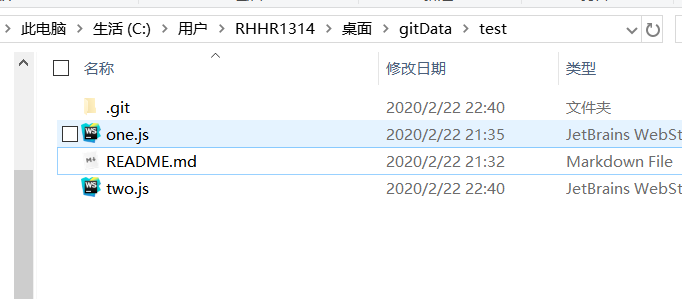 此电脑 > 生活 (C:) > 用户 > RHHR1314 > 桌面 > gitData > test
名称 修改日期 类型
.git 2020/2/22 22:40 文件夹
one.js 2020/2/22 21:35 JetBrains WebSt
README.md 2020/2/22 21:32 Markdown File
two.js 2020/2/22 22:40 JetBrains WebSt